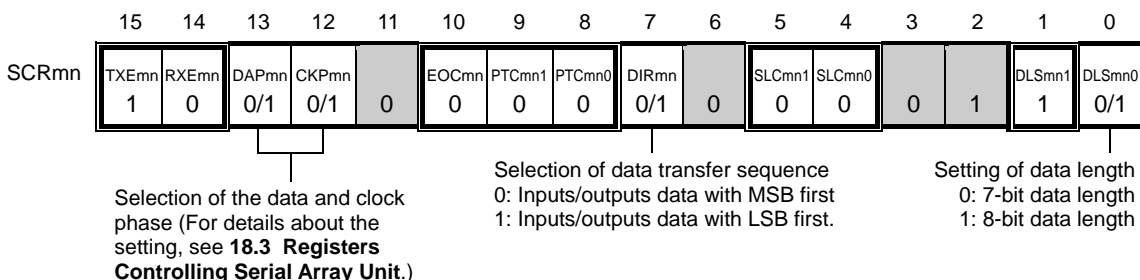 15 14 13 12 11 10 9 8 7 6 5 4 3 2 1 0
SCRmn TXEmn RXEmn DAPmn CKPmn EOCmn PTCmn1 PTCmn0 DIRmn SLCmn1 SLCmn0 DLSmn1 DLSmn0
1 0 0/1 0/1 0 0 0 0 0/1 0 0 0 0 1 1 0/1
Selection of the data and clock
phase (For details about the
setting, see 18.3 Registers
Controlling Serial Array Unit.)
Selection of data transfer sequence
0: Inputs/outputs data with MSB first
1: Inputs/outputs data with LSB first.
Setting of data length
0: 7-bit data length
1: 8-bit data length